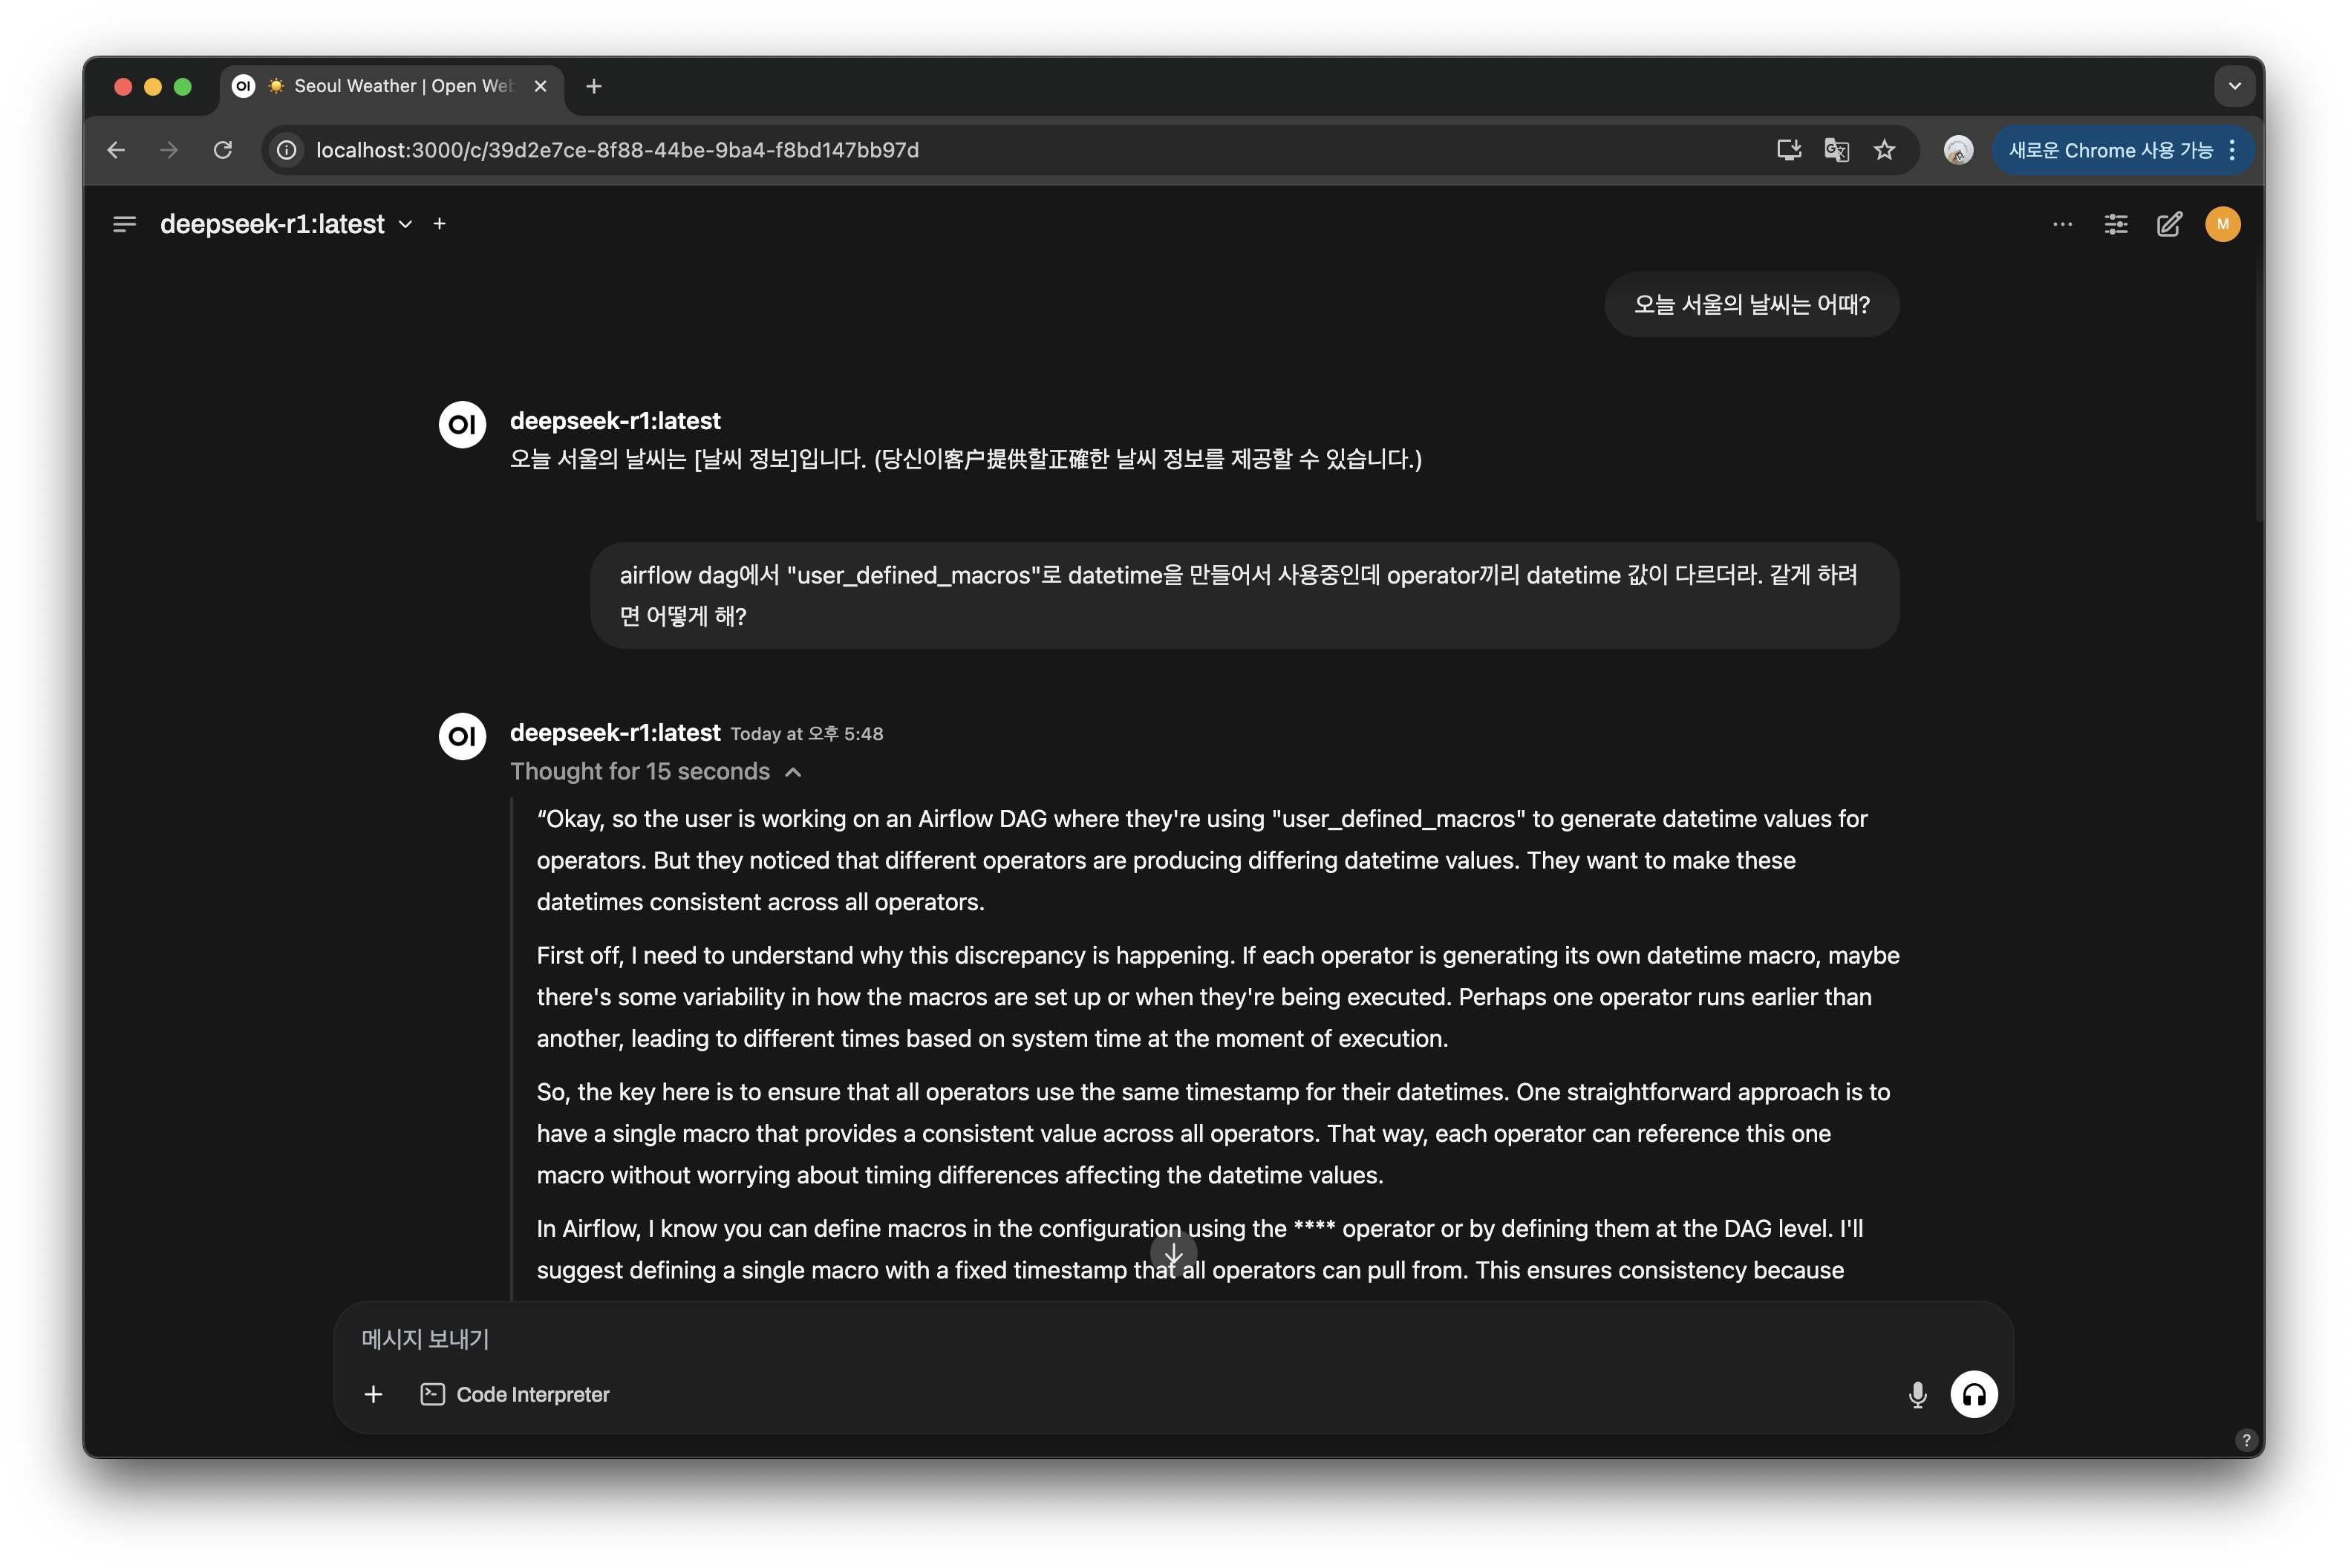 OI Seoul Weather | Open Web
localhost:3000/c/39d2e7ce-8f88-44be-9ba4-f8bd147bb97d
새로운 Chrome 사용 가능
deepseek-r1:latest
M
오늘 서울의 날씨는 어때?
OI deepseek-r1:latest
오늘 서울의 날씨는 [날씨 정보]입니다. (당신이客户提供할正確한 날씨 정보를 제공할 수 있습니다.)
airflow dag에서 "user_defined_macros"로 datetime을 만들어서 사용중인데 operator끼리 datetime 값이 다르더라. 같게 하려
면 어떻게 해?
OI deepseek-r1:latest Today at 오후 5:48
Thought for 15 seconds
“Okay, so the user is working on an Airflow DAG where they're using "user_defined_macros" to generate datetime values for
operators. But they noticed that different operators are producing differing datetime values. They want to make these
datetimes consistent across all operators.
First off, I need to understand why this discrepancy is happening. If each operator is generating its own datetime macro, maybe
there's some variability in how the macros are set up or when they're being executed. Perhaps one operator runs earlier than
another, leading to different times based on system time at the moment of execution.
So, the key here is to ensure that all operators use the same timestamp for their datetimes. One straightforward approach is to
have a single macro that provides a consistent value across all operators. That way, each operator can reference this one
macro without worrying about timing differences affecting the datetime values.
In Airflow, I know you can define macros in the configuration using the **** operator or by defining them at the DAG level. I'll
suggest defining a single macro with a fixed timestamp that all operators can pull from. This ensures consistency because
메시지 보내기
Code Interpreter
?